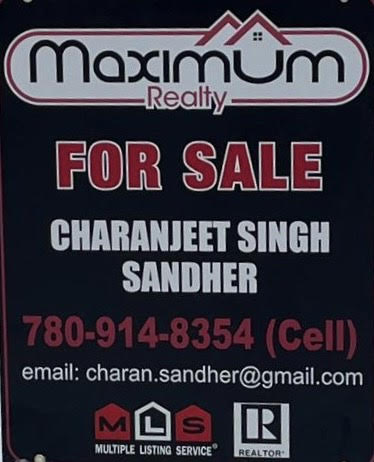 Maximum
Realty
FOR SALE
CHARANJEET SINGH
SANDHER
780-914-8354 (Cell)
email: charan.sandher@gmail.com
MLS R
MULTIPLE LISTING SERVICE® REALTOR®